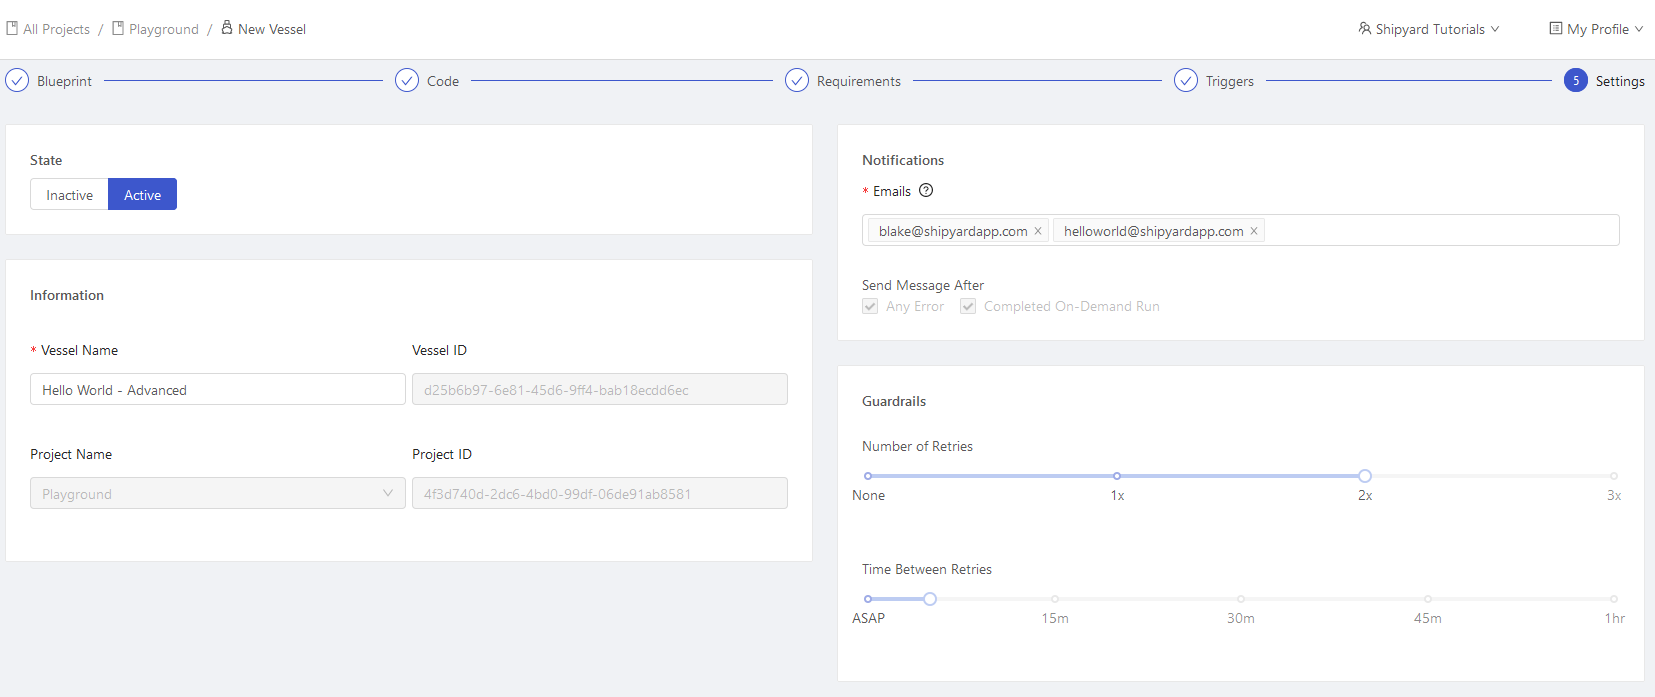 All Projects / Playground / New Vessel
Shipyard Tutorials
My Profile
Blueprint
Code
Requirements
Triggers
5 Settings
State
Inactive
Active
Information
* Vessel Name
Vessel ID
Hello World - Advanced
d25b6b97-6e81-45d6-9ff4-bab18ecdd6ec
Project Name
Project ID
Playground
4f3d740d-2dc6-4bd0-99df-06de91ab8581
Notifications
* Emails ?
blake@shipyardapp.com × helloworld@shipyardapp.com ×
Send Message After
Any Error
Completed On-Demand Run
Guardrails
Number of Retries
None 1x 2x 3x
Time Between Retries
ASAP 15m 30m 45m 1hr